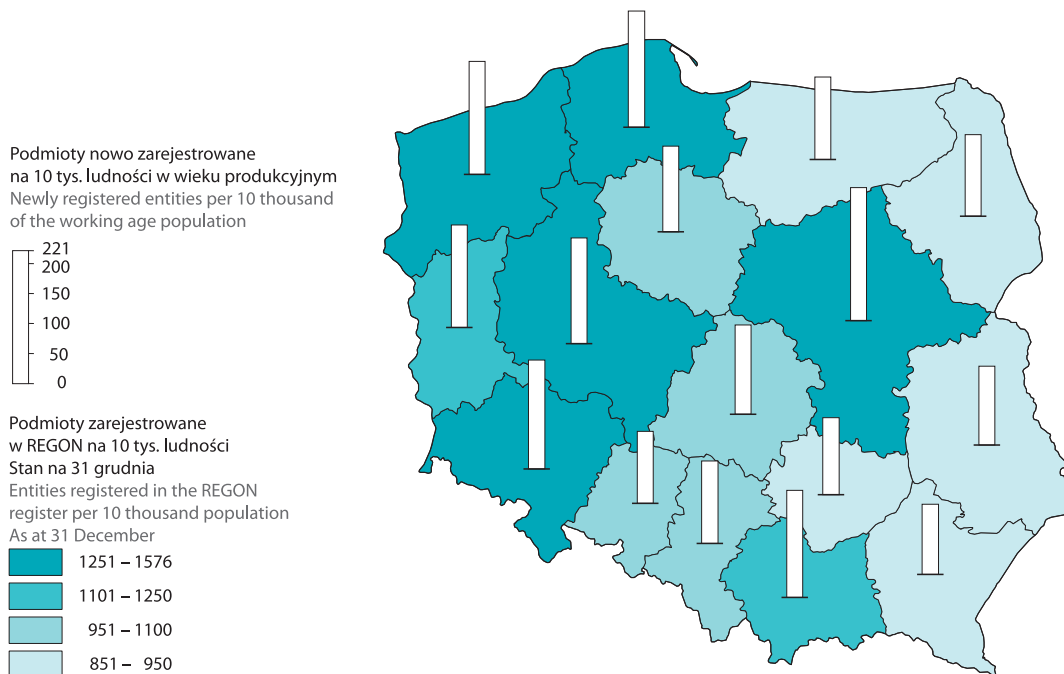 Podmioty nowo zarejestrowane
na 10 tys. ludności w wieku produkcyjnym
Newly registered entities per 10 thousand
of the working age population
221
200
150
100
50
0
Podmioty zarejestrowane
w REGON na 10 tys. ludności
Stan na 31 grudnia
Entities registered in the REGON
register per 10 thousand population
As at 31 December
1251 – 1576
1101 – 1250
951 – 1100
851 – 950